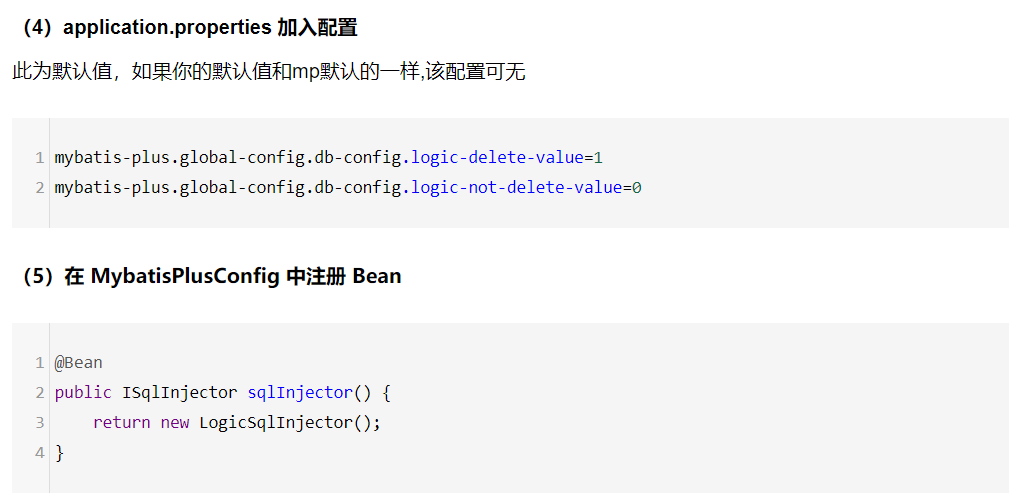 （4）application.properties 加入配置
此为默认值，如果你的默认值和mp默认的一样,该配置可无
1 mybatis-plus.global-config.db-config.logic-delete-value=1
2 mybatis-plus.global-config.db-config.logic-not-delete-value=0
（5）在 MybatisPlusConfig 中注册 Bean
1 @Bean
2 public ISqlInjector sqlInjector() {
3     return new LogicSqlInjector();
4 }